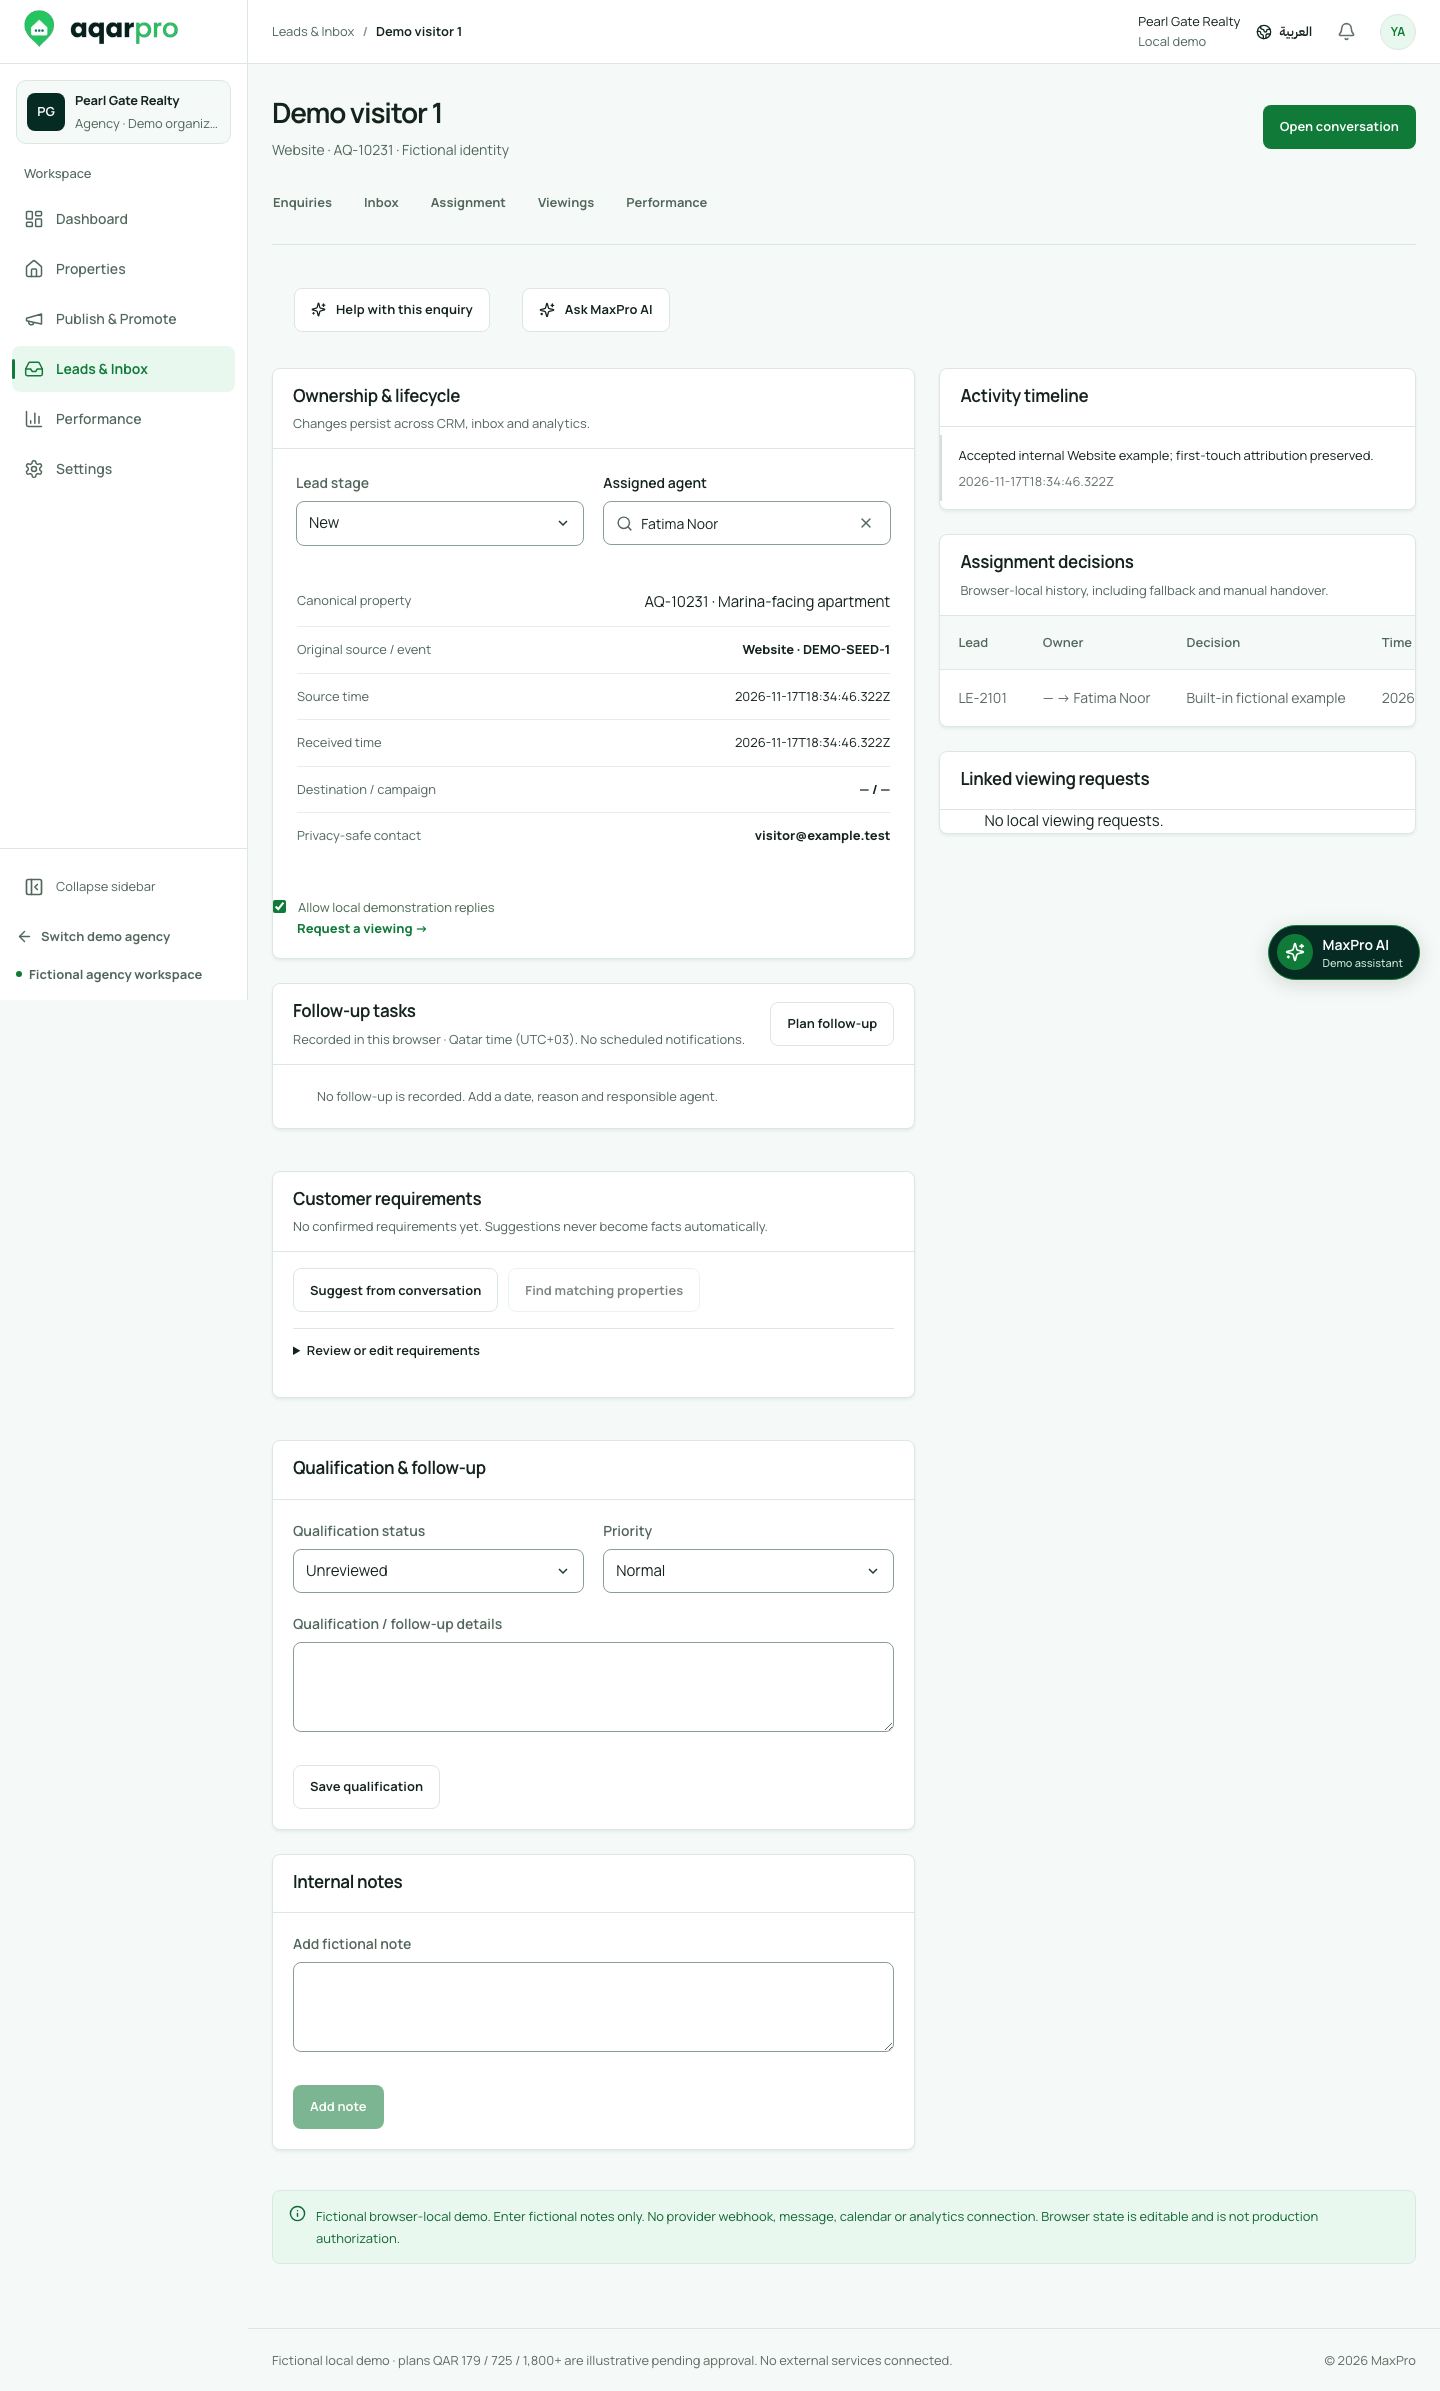 aqarpro
Leads & Inbox / Demo visitor 1
Pearl Gate Realty
Local demo
العربية
YA
PG
Pearl Gate Realty
Agency · Demo organiz...
Workspace
Dashboard
Properties
Publish & Promote
Leads & Inbox
Performance
Settings
Collapse sidebar
Switch demo agency
Fictional agency workspace
Demo visitor 1
Website · AQ-10231 · Fictional identity
Open conversation
Enquiries Inbox Assignment Viewings Performance
Help with this enquiry
Ask MaxPro AI
Ownership & lifecycle
Changes persist across CRM, inbox and analytics.
Lead stage
New
Assigned agent
Fatima Noor
Canonical property AQ-10231 · Marina-facing apartment
Original source / event Website · DEMO-SEED-1
Source time 2026-11-17T18:34:46.322Z
Received time 2026-11-17T18:34:46.322Z
Destination / campaign — / —
Privacy-safe contact visitor@example.test
Allow local demonstration replies
Request a viewing →
Activity timeline
Accepted internal Website example; first-touch attribution preserved.
2026-11-17T18:34:46.322Z
Assignment decisions
Browser-local history, including fallback and manual handover.
Lead Owner Decision Time
LE-2101 — → Fatima Noor Built-in fictional example 2026
Linked viewing requests
No local viewing requests.
MaxPro AI
Demo assistant
Follow-up tasks
Recorded in this browser · Qatar time (UTC+03). No scheduled notifications.
Plan follow-up
No follow-up is recorded. Add a date, reason and responsible agent.
Customer requirements
No confirmed requirements yet. Suggestions never become facts automatically.
Suggest from conversation
Find matching properties
Review or edit requirements
Qualification & follow-up
Qualification status
Unreviewed
Priority
Normal
Qualification / follow-up details
Save qualification
Internal notes
Add fictional note
Add note
Fictional browser-local demo. Enter fictional notes only. No provider webhook, message, calendar or analytics connection. Browser state is editable and is not production
authorization.
Fictional local demo · plans QAR 179 / 725 / 1,800+ are illustrative pending approval. No external services connected.
© 2026 MaxPro